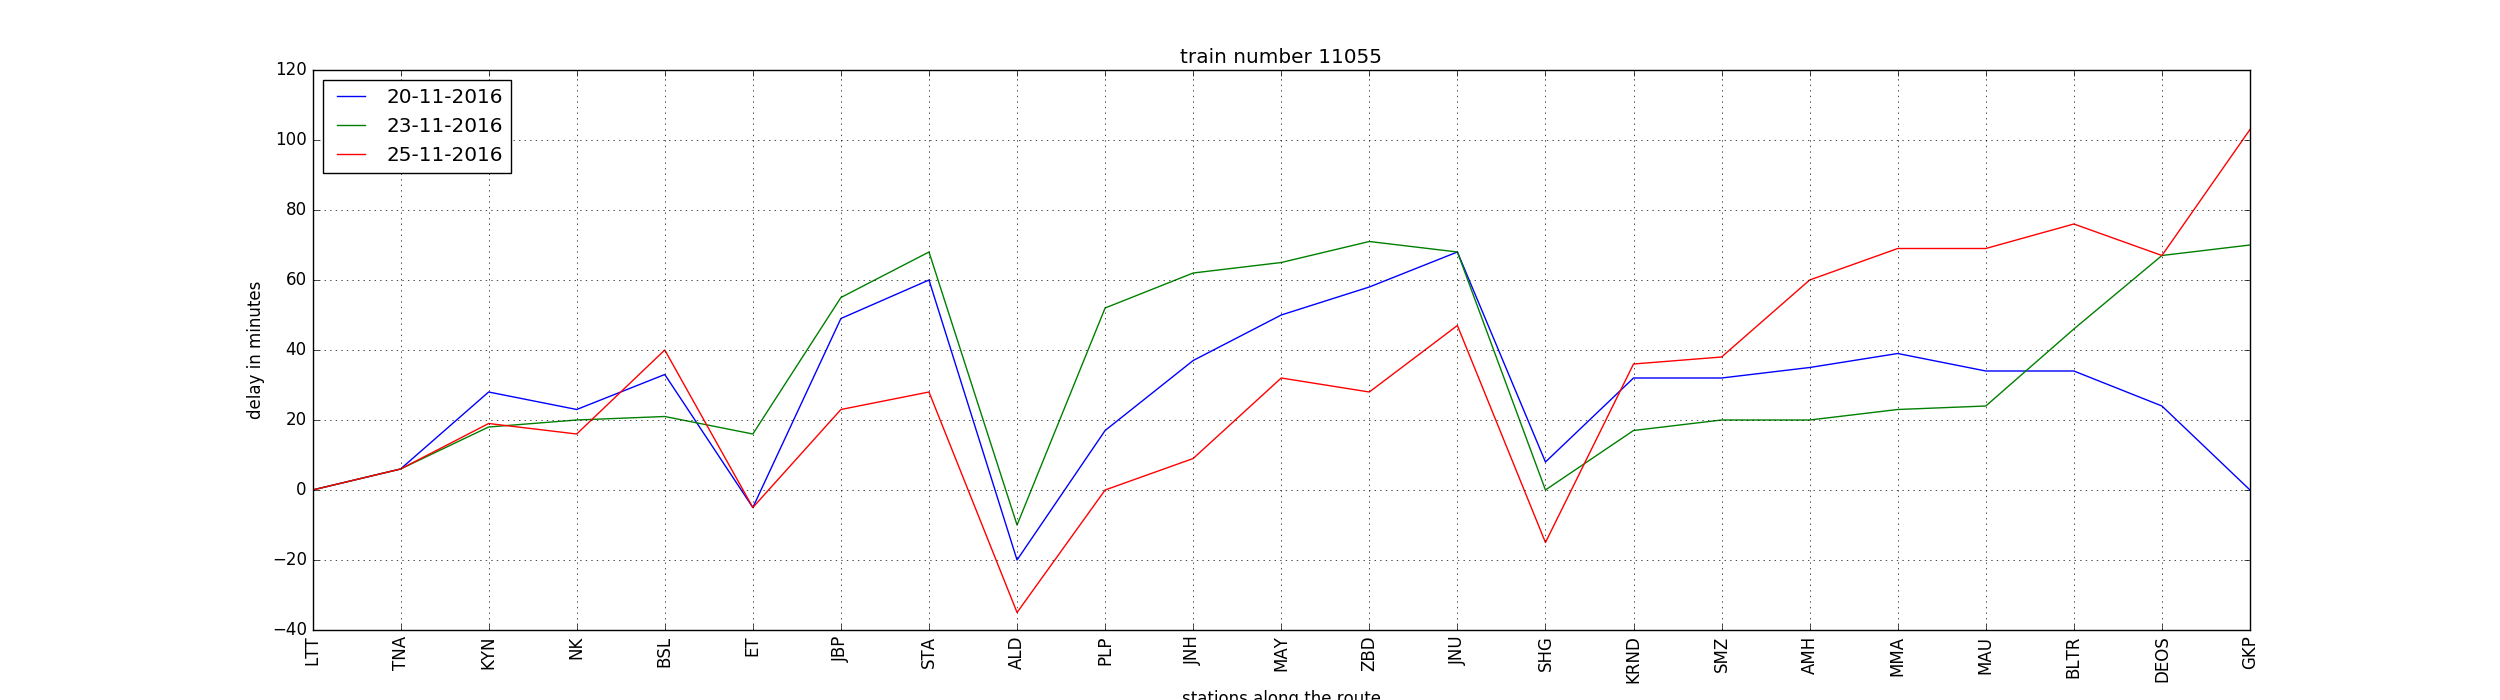 train number 11055
120
100
80
60
40
20
0
−20
−40
delay in minutes
20-11-2016
23-11-2016
25-11-2016
LTT
TNA
KYN
NK
BSL
ET
JBP
STA
ALD
PLP
JNH
MAY
ZBD
JNU
SHG
KRND
SMZ
AMH
MMA
MAU
BLTR
DEOS
GKP
stations along the route